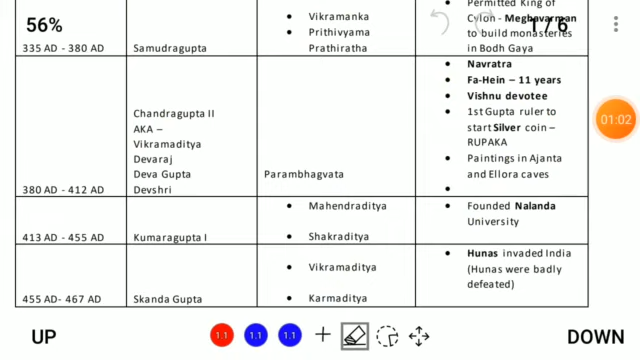 Permitted King of
56%
Vikramanka
Cylon - Meghavarman
1 / 6
Prithivyama
to build monasteries
335 AD - 380 AD
Samudragupta
Prathiratha
in Bodh Gaya
Navratra
Fa-Hein – 11 years
Vishnu devotee
Chandragupta II
1st Gupta ruler to
01:02
AKA –
start Silver coin –
Vikramaditya
RUPAKA
Devaraj
Paintings in Ajanta
Deva Gupta
Parambhagvata
and Ellora caves
380 AD - 412 AD
Devshri
Mahendraditya
Founded Nalanda
University
413 AD - 455 AD
Kumaragupta I
Shakraditya
Hunas invaded India
Vikramaditya
(Hunas were badly
defeated)
455 AD- 467 AD
Skanda Gupta
Karmaditya
UP
1.1
1.1
1.1
DOWN